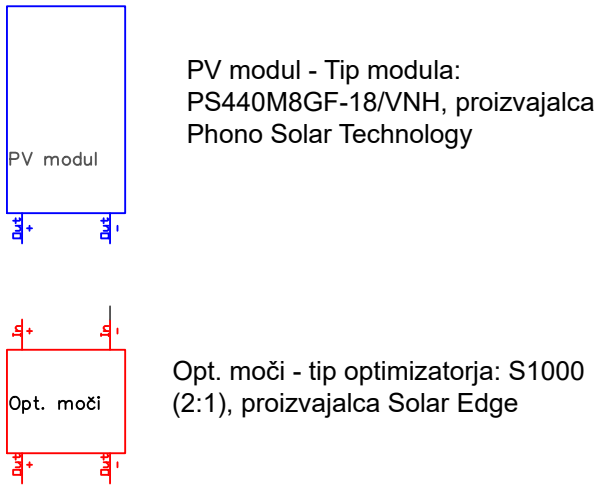 PV modul - Tip modula:
PS440M8GF-18/VNH, proizvajalca
Phono Solar Technology
PV modul
Out + Out -
In + In -
Opt. moči - tip optimizatorja: S1000
(2:1), proizvajalca Solar Edge
Opt. moči
Out + Out -